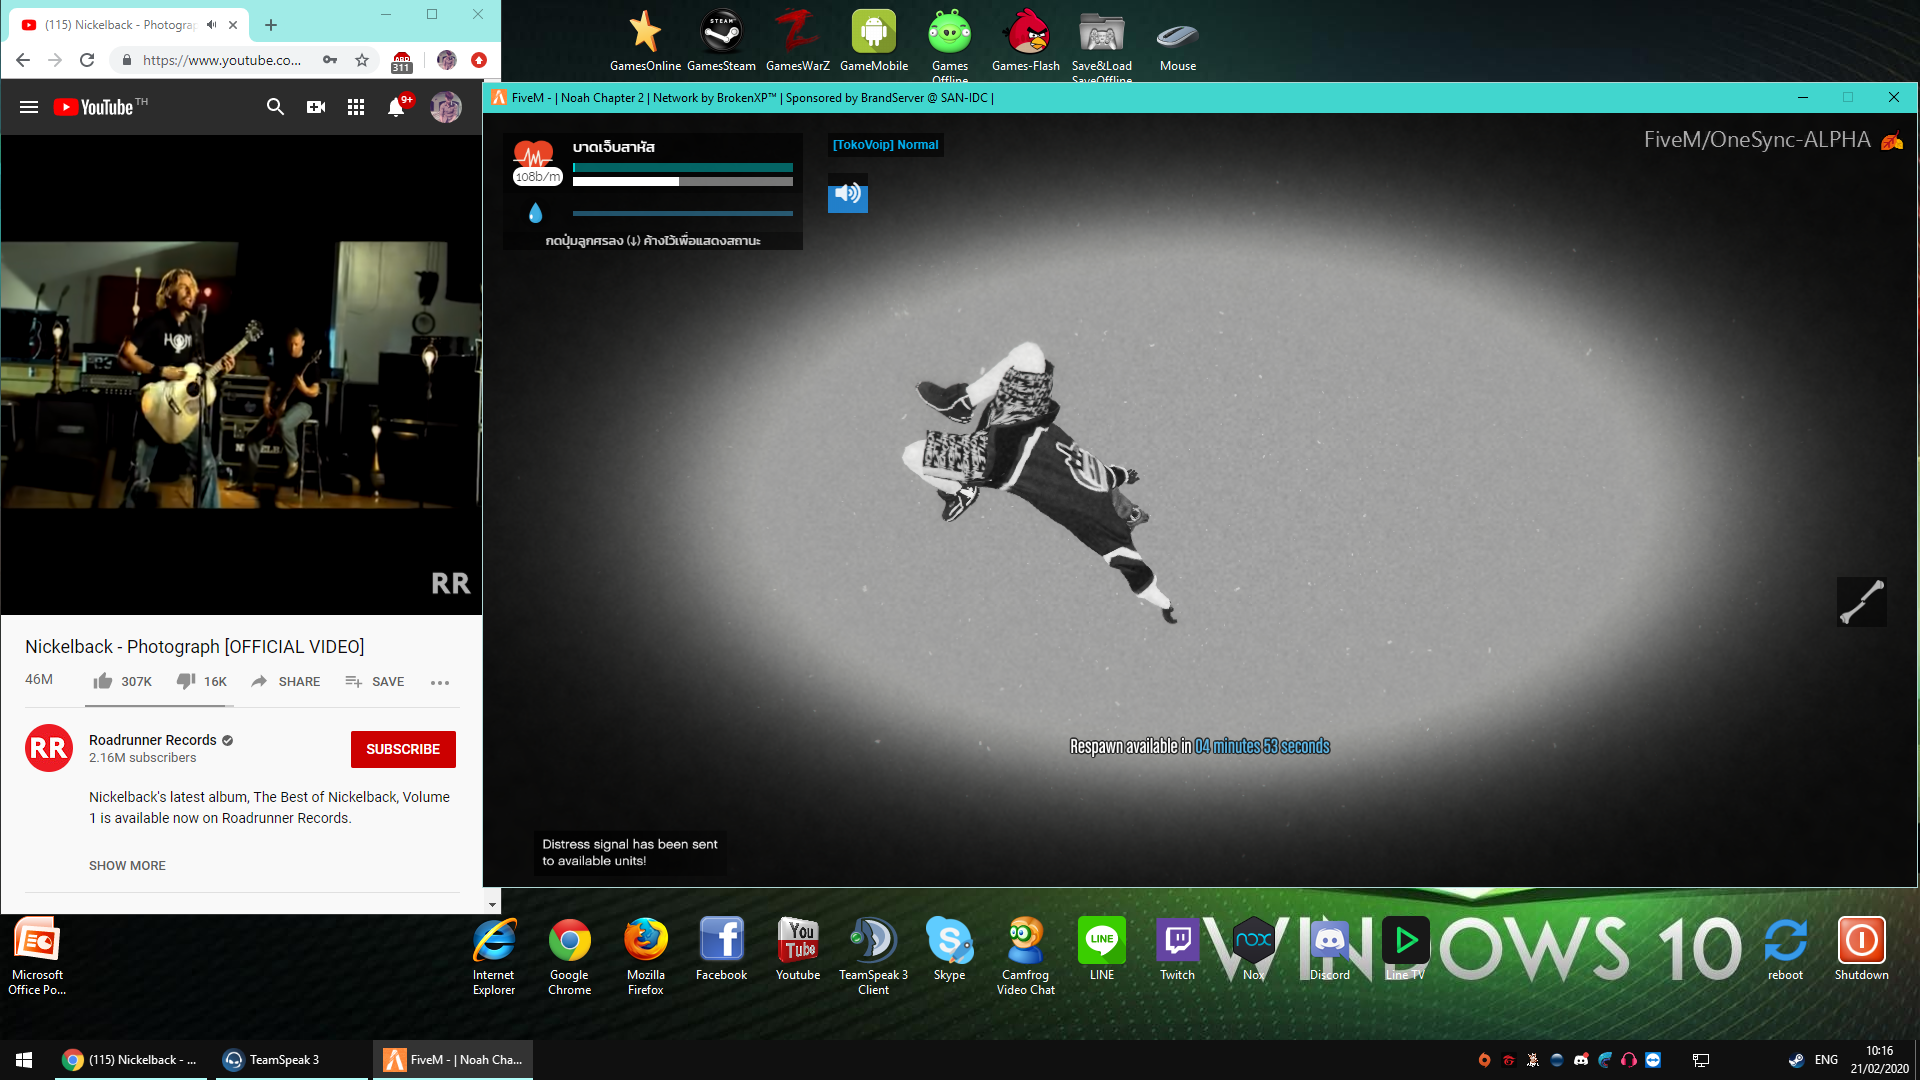 (115) Nickelback - Photograp
https://www.youtube.co...
311
YouTube TH
9+
HOM
RR
Nickelback - Photograph [OFFICIAL VIDEO]
46M
307K
16K
SHARE
SAVE
RR
Roadrunner Records
2.16M subscribers
SUBSCRIBE
Nickelback's latest album, The Best of Nickelback, Volume
1 is available now on Roadrunner Records.
SHOW MORE
STEAM
GamesOnline
GamesSteam
GamesWarZ
GameMobile
Games
Offline
Games-Flash
Save&Load
SaveOffline
Mouse
FiveM - | Noah Chapter 2 | Network by BrokenXP™ | Sponsored by BrandServer @ SAN-IDC |
บาดเจ็บสาหัส
108b/m
กดปุ่มลูกศรลง (↓) ค้างไว้เพื่อแสดงสถานะ
[TokoVoip] Normal
FiveM/OneSync-ALPHA
Respawn available in 04 minutes 53 seconds
Distress signal has been sent
to available units!
WINDOWS 10
Microsoft
Office Po...
Internet
Explorer
Google
Chrome
Mozilla
Firefox
Facebook
You
Tube
Youtube
TeamSpeak 3
Client
Skype
Camfrog
Video Chat
LINE
LINE
Twitch
nox
Nox
Discord
Line TV
reboot
Shutdown
(115) Nickelback - ...
TeamSpeak 3
FiveM - | Noah Cha...
ENG
10:16
21/02/2020